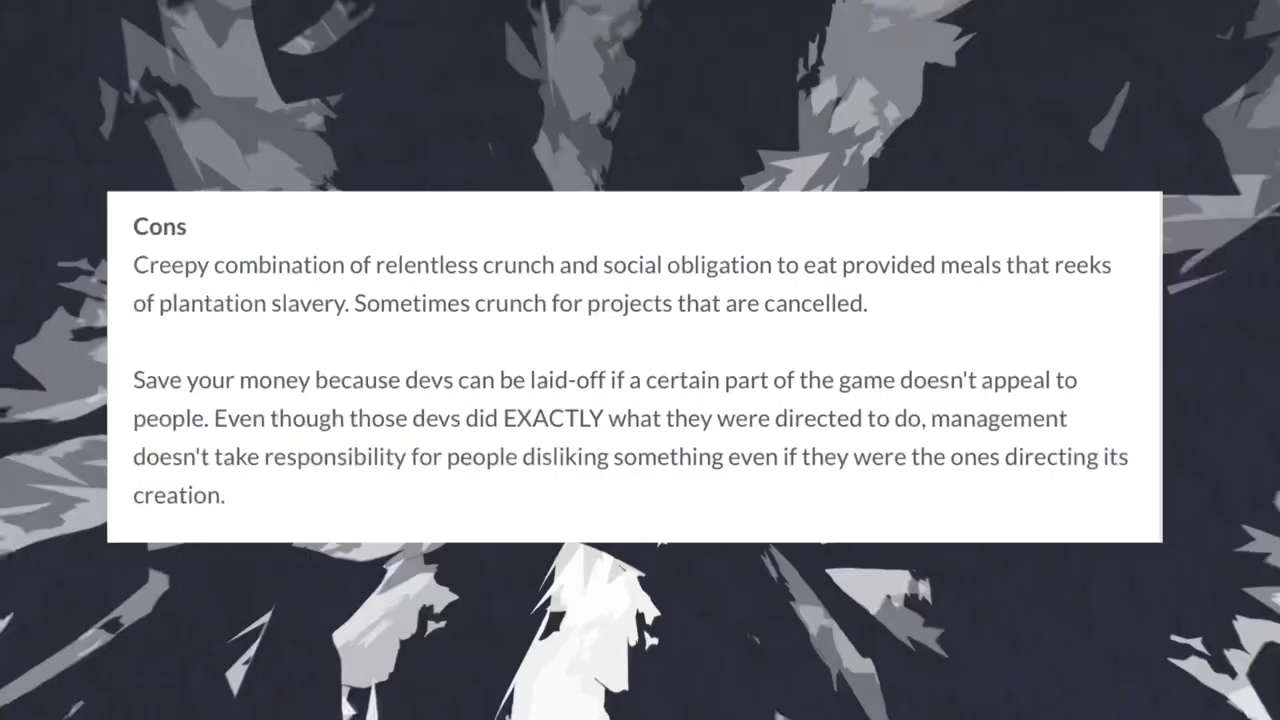 Cons
Creepy combination of relentless crunch and social obligation to eat provided meals that reeks
of plantation slavery. Sometimes crunch for projects that are cancelled.
Save your money because devs can be laid-off if a certain part of the game doesn't appeal to
people. Even though those devs did EXACTLY what they were directed to do, management
doesn't take responsibility for people disliking something even if they were the ones directing its
creation.